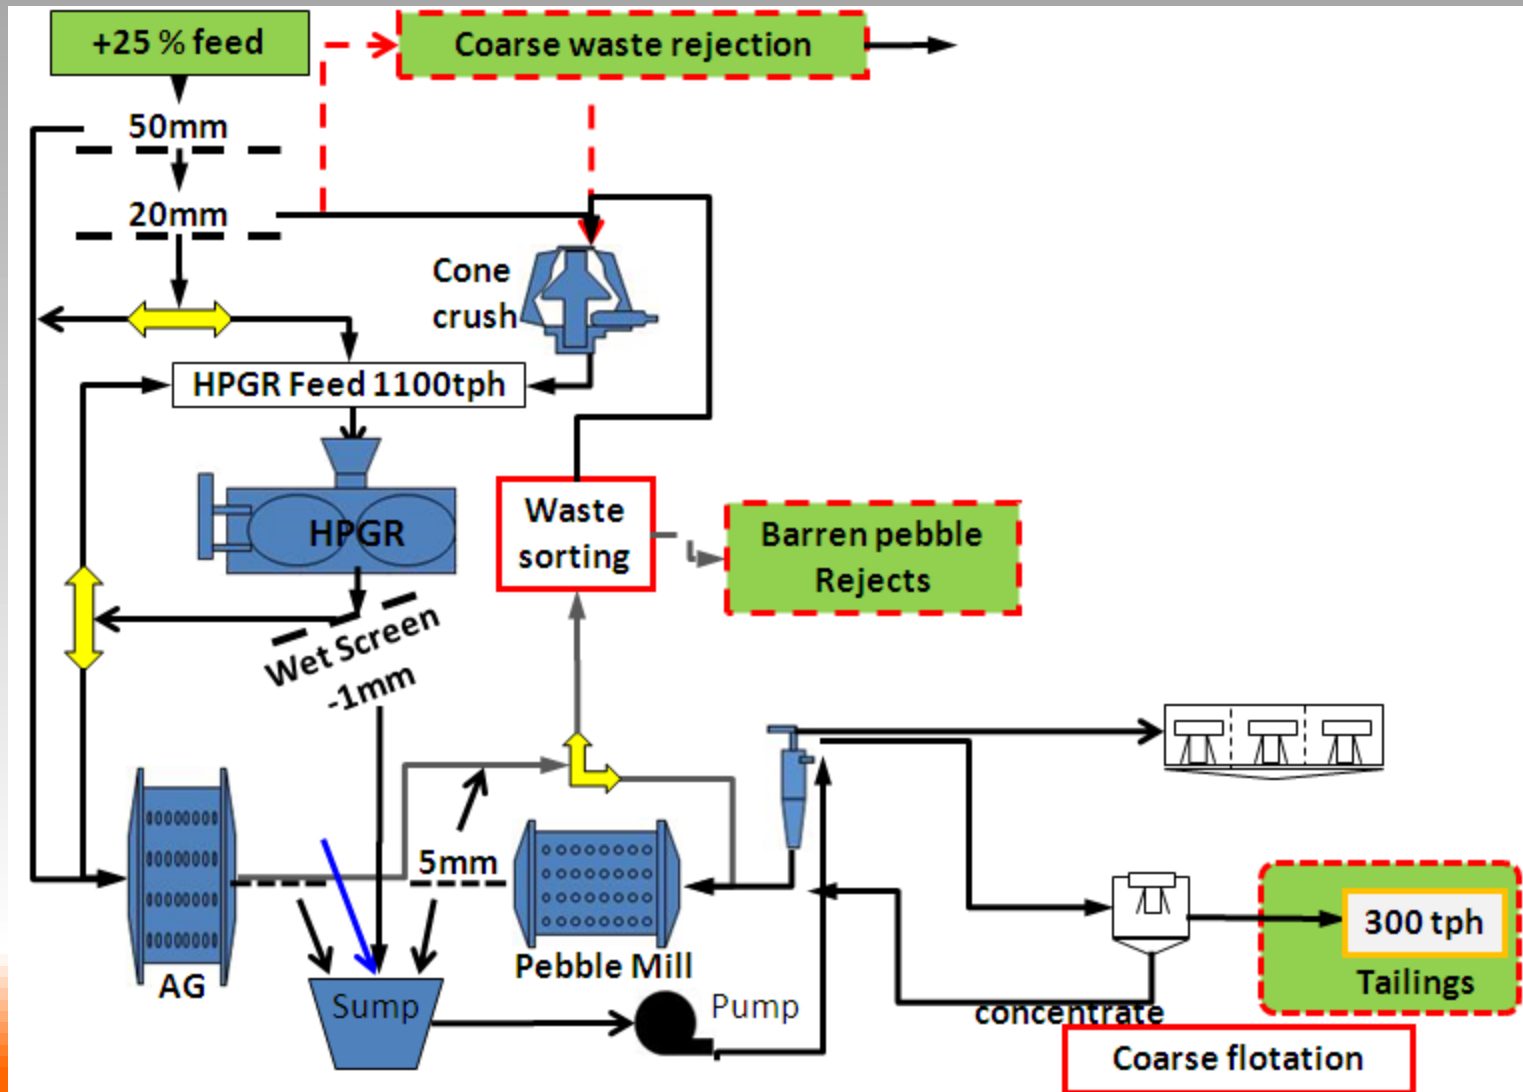 +25 % feed
Coarse waste rejection
50mm
20mm
Cone
crush
HPGR Feed 1100tph
HPGR
Waste
sorting
Barren pebble
Rejects
Wet Screen
-1mm
5mm
AG
Pebble Mill
Sump
Pump
300 tph
Tailings
concentrate
Coarse flotation